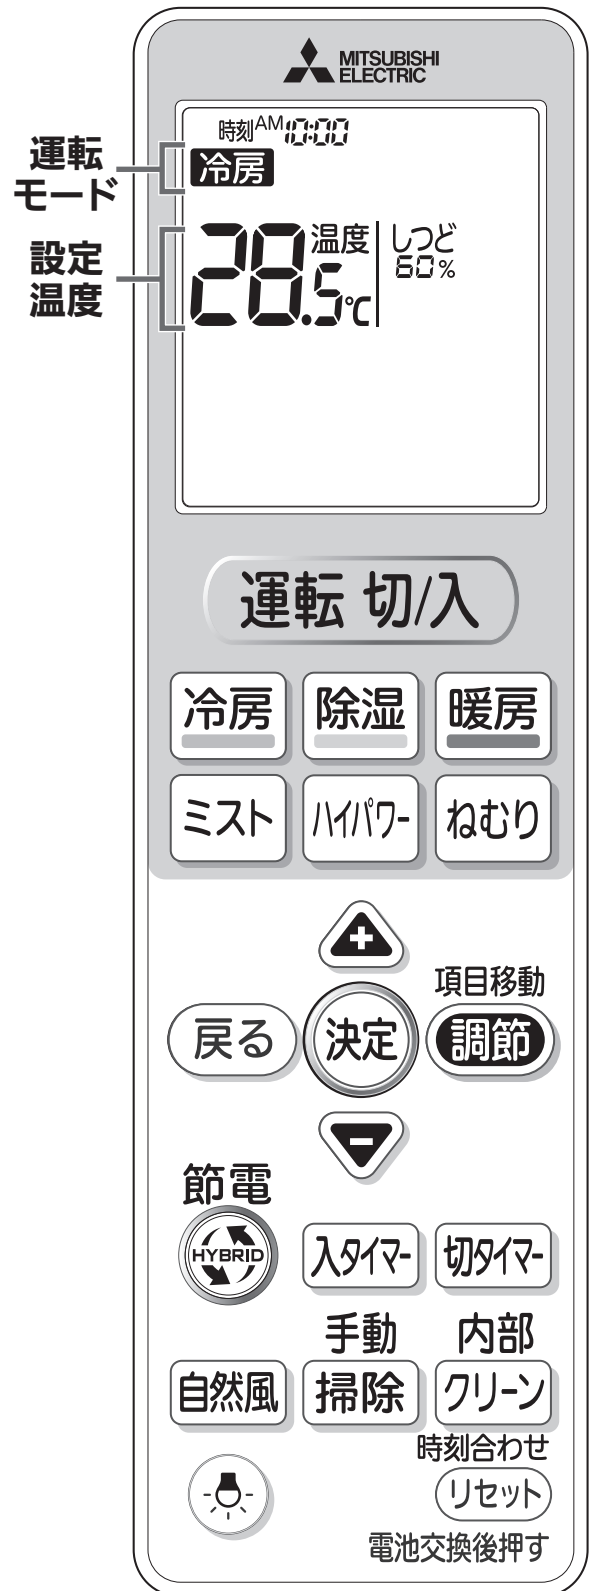 MITSUBISHI
ELECTRIC
時刻 AM 10:00
運転
モード
冷房
設定
温度
28.5℃ 温度
しつど
60%
運転 切/入
冷房 除湿 暖房
ミスト ハイパワー ねむり
+
項目移動
戻る 決定 調節
-
節電
HYBRID 入タイマー 切タイマー
手動 内部
自然風 掃除 クリーン
時刻合わせ
リセット
電池交換後押す